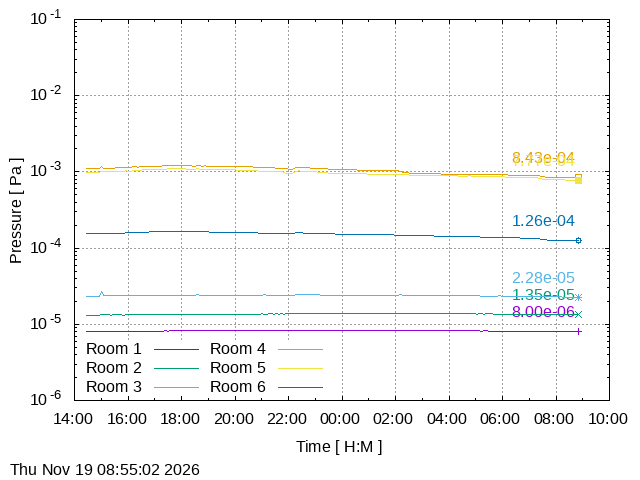 10^-1
10^-2
10^-3
10^-4
10^-5
10^-6
Pressure [ Pa ]
8.43e-04
1.26e-04
2.28e-05
1.35e-05
8.00e-06
Room 1 Room 4
Room 2 Room 5
Room 3 Room 6
14:00 16:00 18:00 20:00 22:00 00:00 02:00 04:00 06:00 08:00 10:00
Time [ H:M ]
Thu Nov 19 08:55:02 2026